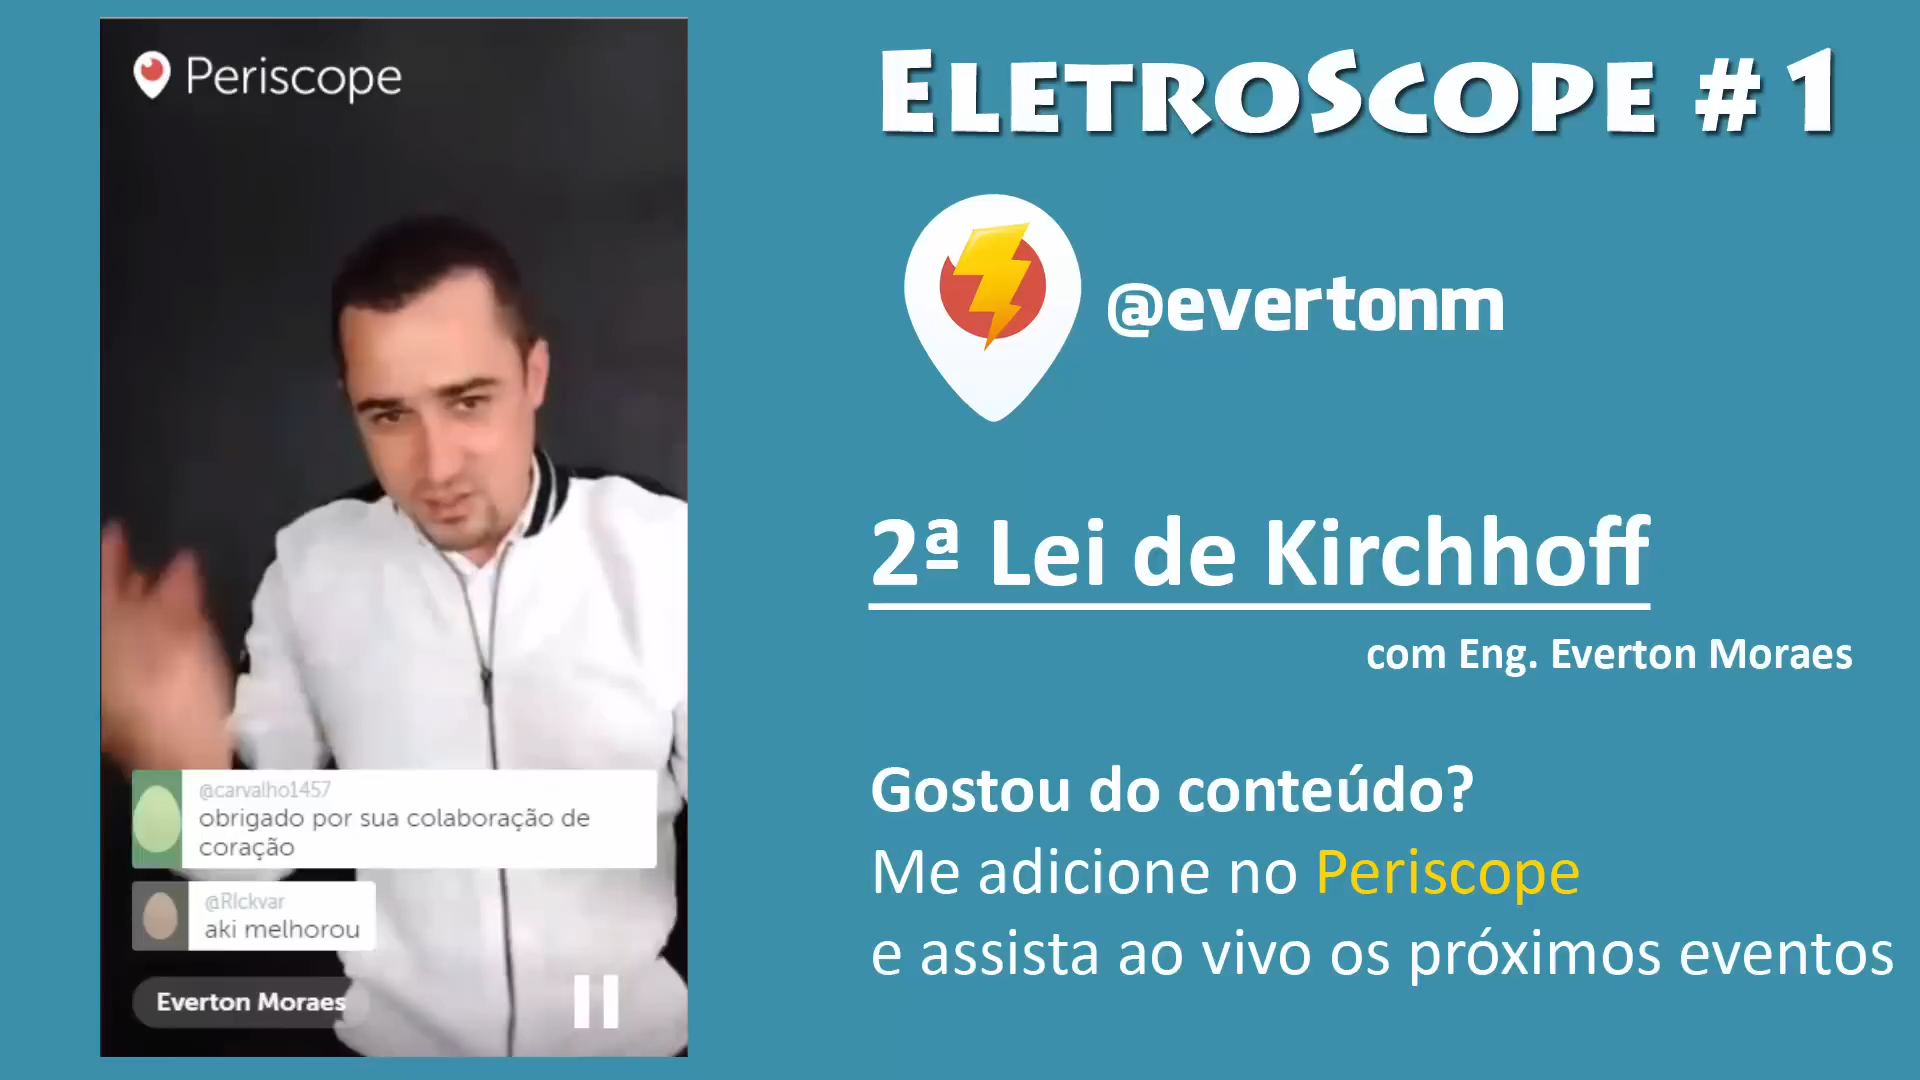 Periscope
@carvalho1457
obrigado por sua colaboração de
coração
@RIckvar
aki melhorou
Everton Moraes
ELETROSCOPE #1
@evertonm
2ª Lei de Kirchhoff
com Eng. Everton Moraes
Gostou do conteúdo?
Me adicione no Periscope
e assista ao vivo os próximos eventos